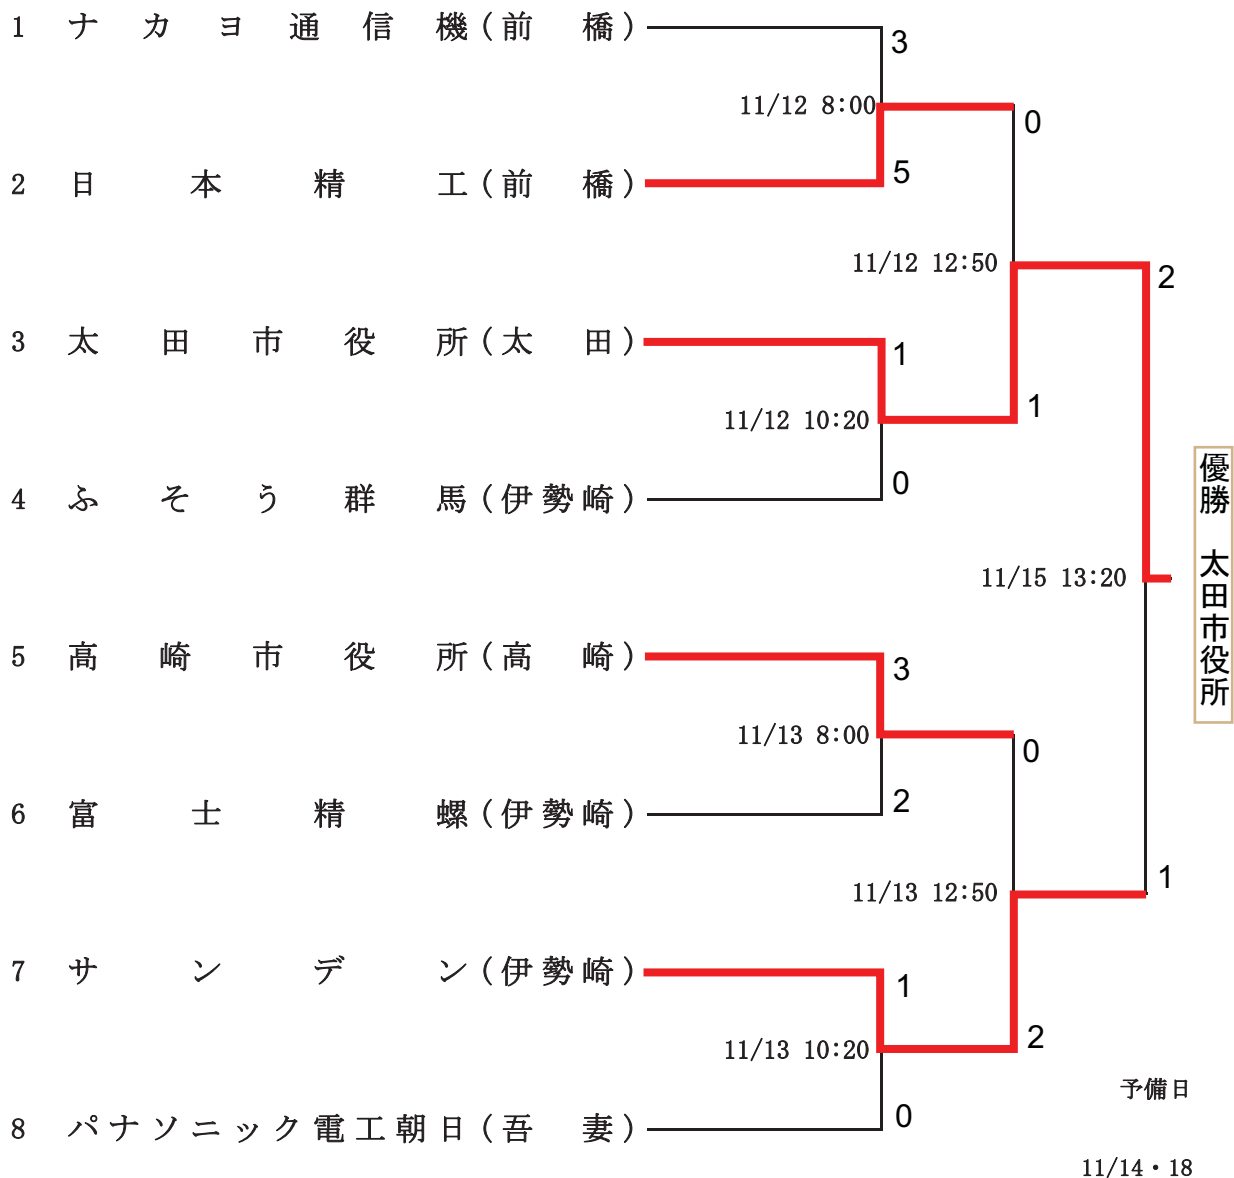 1 ナカヨ通信機(前橋)
3
11/12 8:00
0
5
2 日本精工(前橋)
11/12 12:50
2
3 太田市役所(太田)
1
11/12 10:20
1
0
4 ふそう群馬(伊勢崎)
優勝 太田市役所
11/15 13:20
5 高崎市役所(高崎)
3
11/13 8:00
0
2
6 富士精螺(伊勢崎)
11/13 12:50
1
7 サンデン(伊勢崎)
1
11/13 10:20
2
0
8 パナソニック電工朝日(吾妻)
予備日
11/14・18